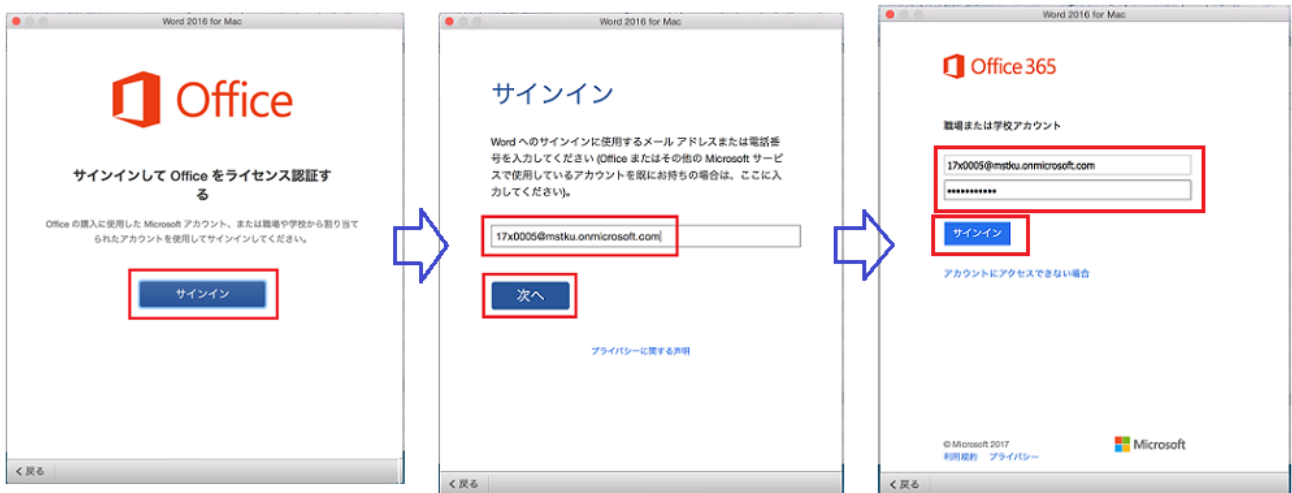 Word 2016 for Mac
Office
サインインして Office をライセンス認証す
る
Office の購入に使用した Microsoft アカウント、または職場や学校から割り当て
られたアカウントを使用してサインインしてください。
サインイン
戻る
Word 2016 for Mac
サインイン
Word へのサインインに使用するメール アドレスまたは電話番
号を入力してください (Office またはその他の Microsoft サービ
スで使用しているアカウントを既にお持ちの場合は、ここに入
力してください)。
17x0005@mstku.onmicrosoft.com
次へ
プライバシーに関する声明
戻る
Word 2016 for Mac
Office 365
職場または学校アカウント
17x0005@mstku.onmicrosoft.com
•••••••••••
サインイン
アカウントにアクセスできない場合
© Microsoft 2017
利用規約 プライバシー
Microsoft
戻る